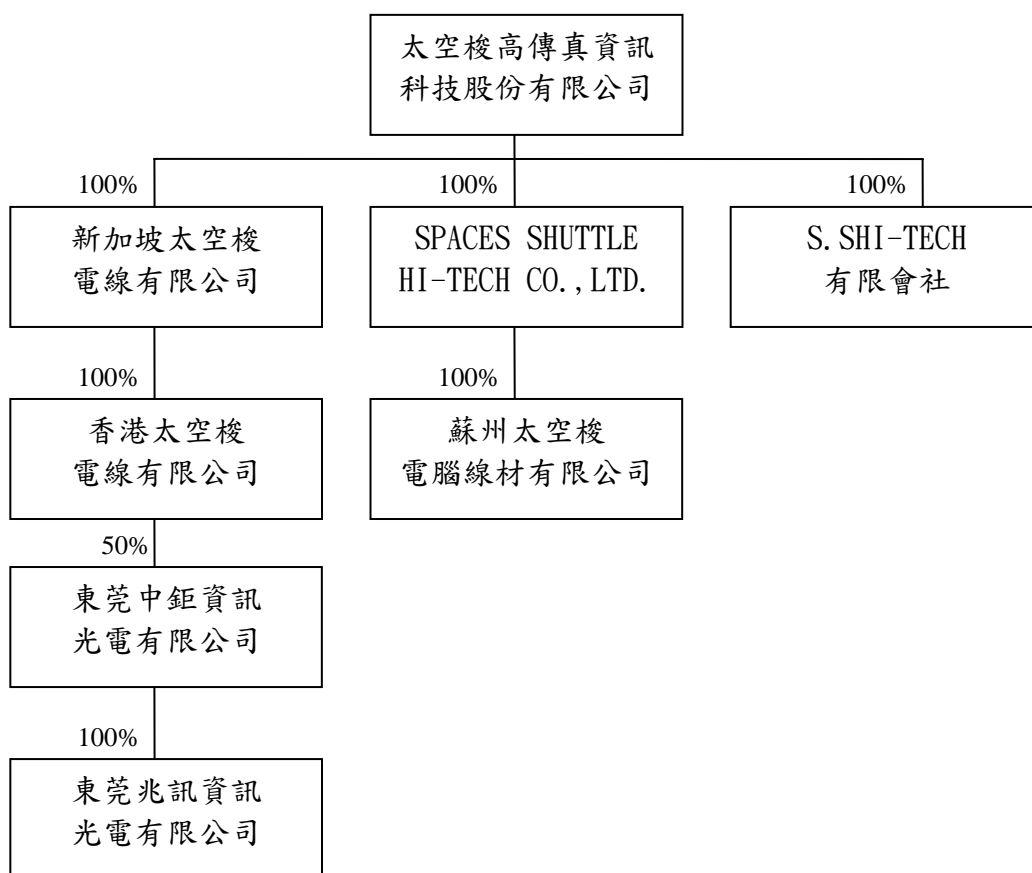 太空梭高傳真資訊
科技股份有限公司
100%
100%
100%
新加坡太空梭
電線有限公司
SPACES SHUTTLE
HI-TECH CO.,LTD.
S.SHI-TECH
有限會社
100%
100%
香港太空梭
電線有限公司
蘇州太空梭
電腦線材有限公司
50%
東莞中鉅資訊
光電有限公司
100%
東莞兆訊資訊
光電有限公司